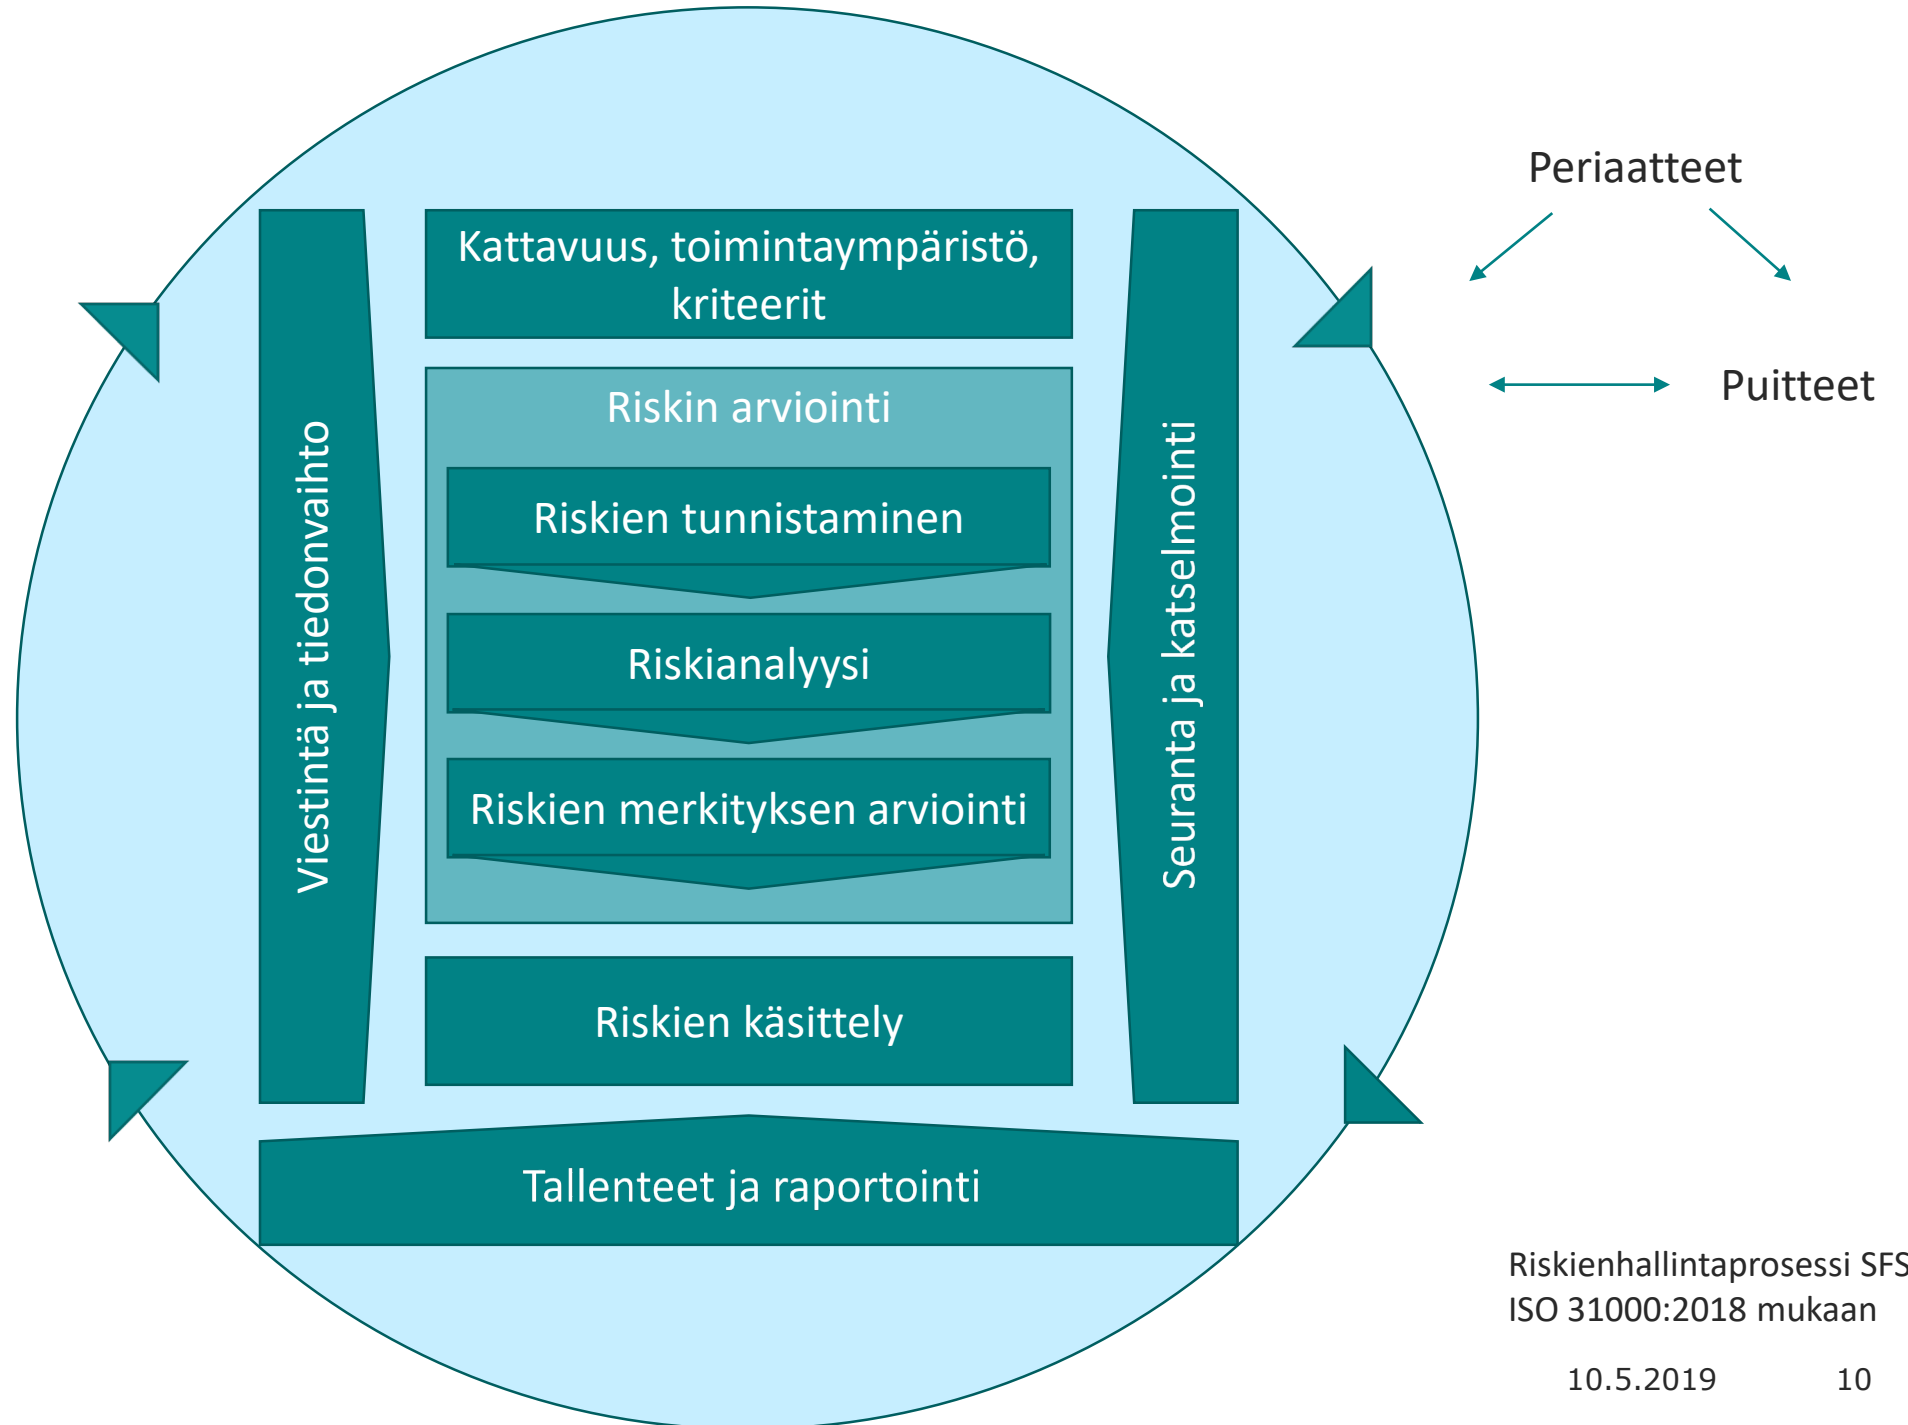 Periaatteet
Puitteet
Kattavuus, toimintaympäristö,
kriteerit
Riskin arviointi
Riskien tunnistaminen
Riskianalyysi
Riskien merkityksen arviointi
Riskien käsittely
Viestintä ja tiedonvaihto
Seuranta ja katselmointi
Tallenteet ja raportointi
Riskienhallintaprosessi SFS
ISO 31000:2018 mukaan
10.5.2019 10